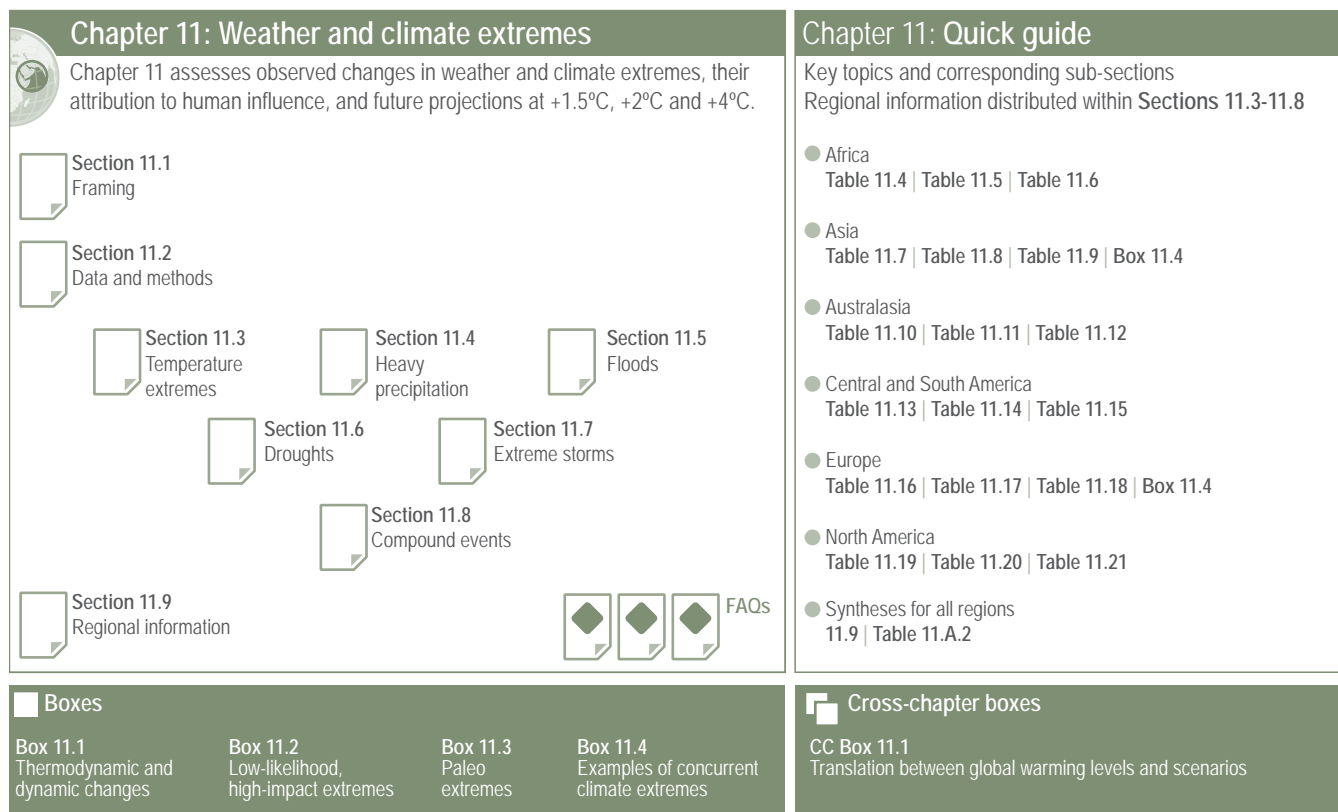 Chapter 11: Weather and climate extremes
Chapter 11 assesses observed changes in weather and climate extremes, their
attribution to human influence, and future projections at +1.5ºC, +2ºC and +4ºC.
Section 11.1
Framing
Section 11.2
Data and methods
Section 11.3
Temperature
extremes
Section 11.4
Heavy
precipitation
Section 11.5
Floods
Section 11.6
Droughts
Section 11.7
Extreme storms
Section 11.8
Compound events
Section 11.9
Regional information
FAQs
Chapter 11: Quick guide
Key topics and corresponding sub-sections
Regional information distributed within Sections 11.3-11.8
Africa
Table 11.4 | Table 11.5 | Table 11.6
Asia
Table 11.7 | Table 11.8 | Table 11.9 | Box 11.4
Australasia
Table 11.10 | Table 11.11 | Table 11.12
Central and South America
Table 11.13 | Table 11.14 | Table 11.15
Europe
Table 11.16 | Table 11.17 | Table 11.18 | Box 11.4
North America
Table 11.19 | Table 11.20 | Table 11.21
Syntheses for all regions
11.9 | Table 11.A.2
Boxes
Box 11.1
Thermodynamic and
dynamic changes
Box 11.2
Low-likelihood,
high-impact extremes
Box 11.3
Paleo
extremes
Box 11.4
Examples of concurrent
climate extremes
Cross-chapter boxes
CC Box 11.1
Translation between global warming levels and scenarios